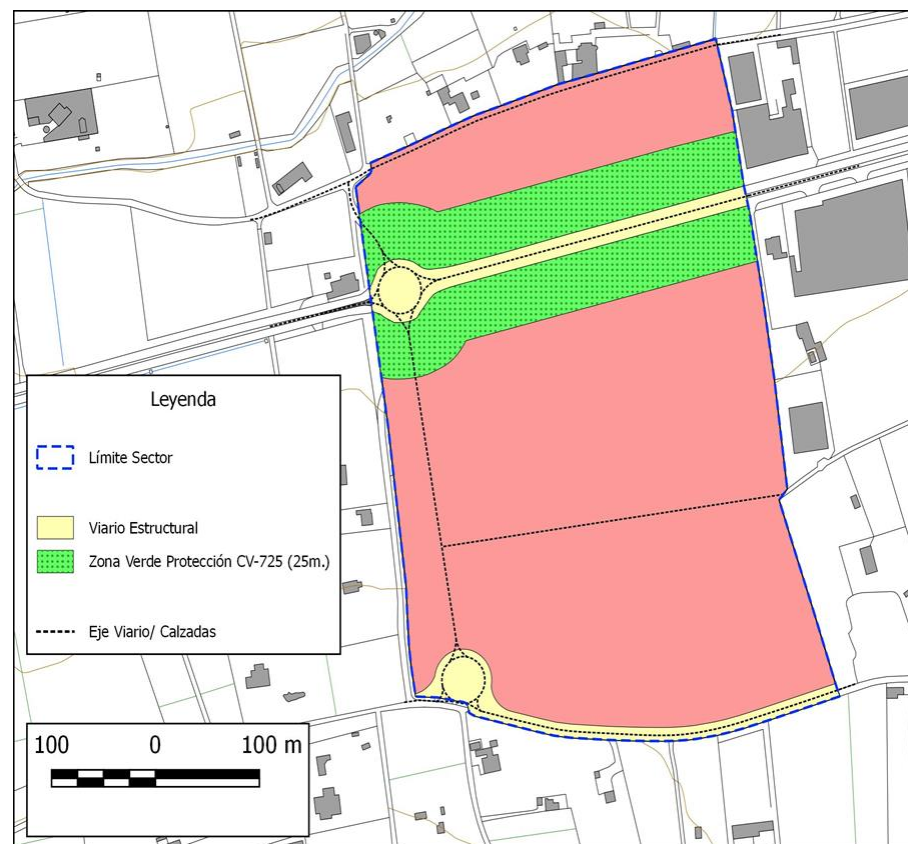 Leyenda
Límite Sector
Viario Estructural
Zona Verde Protección CV-725 (25m.)
Eje Viario/ Calzadas
100 0 100 m